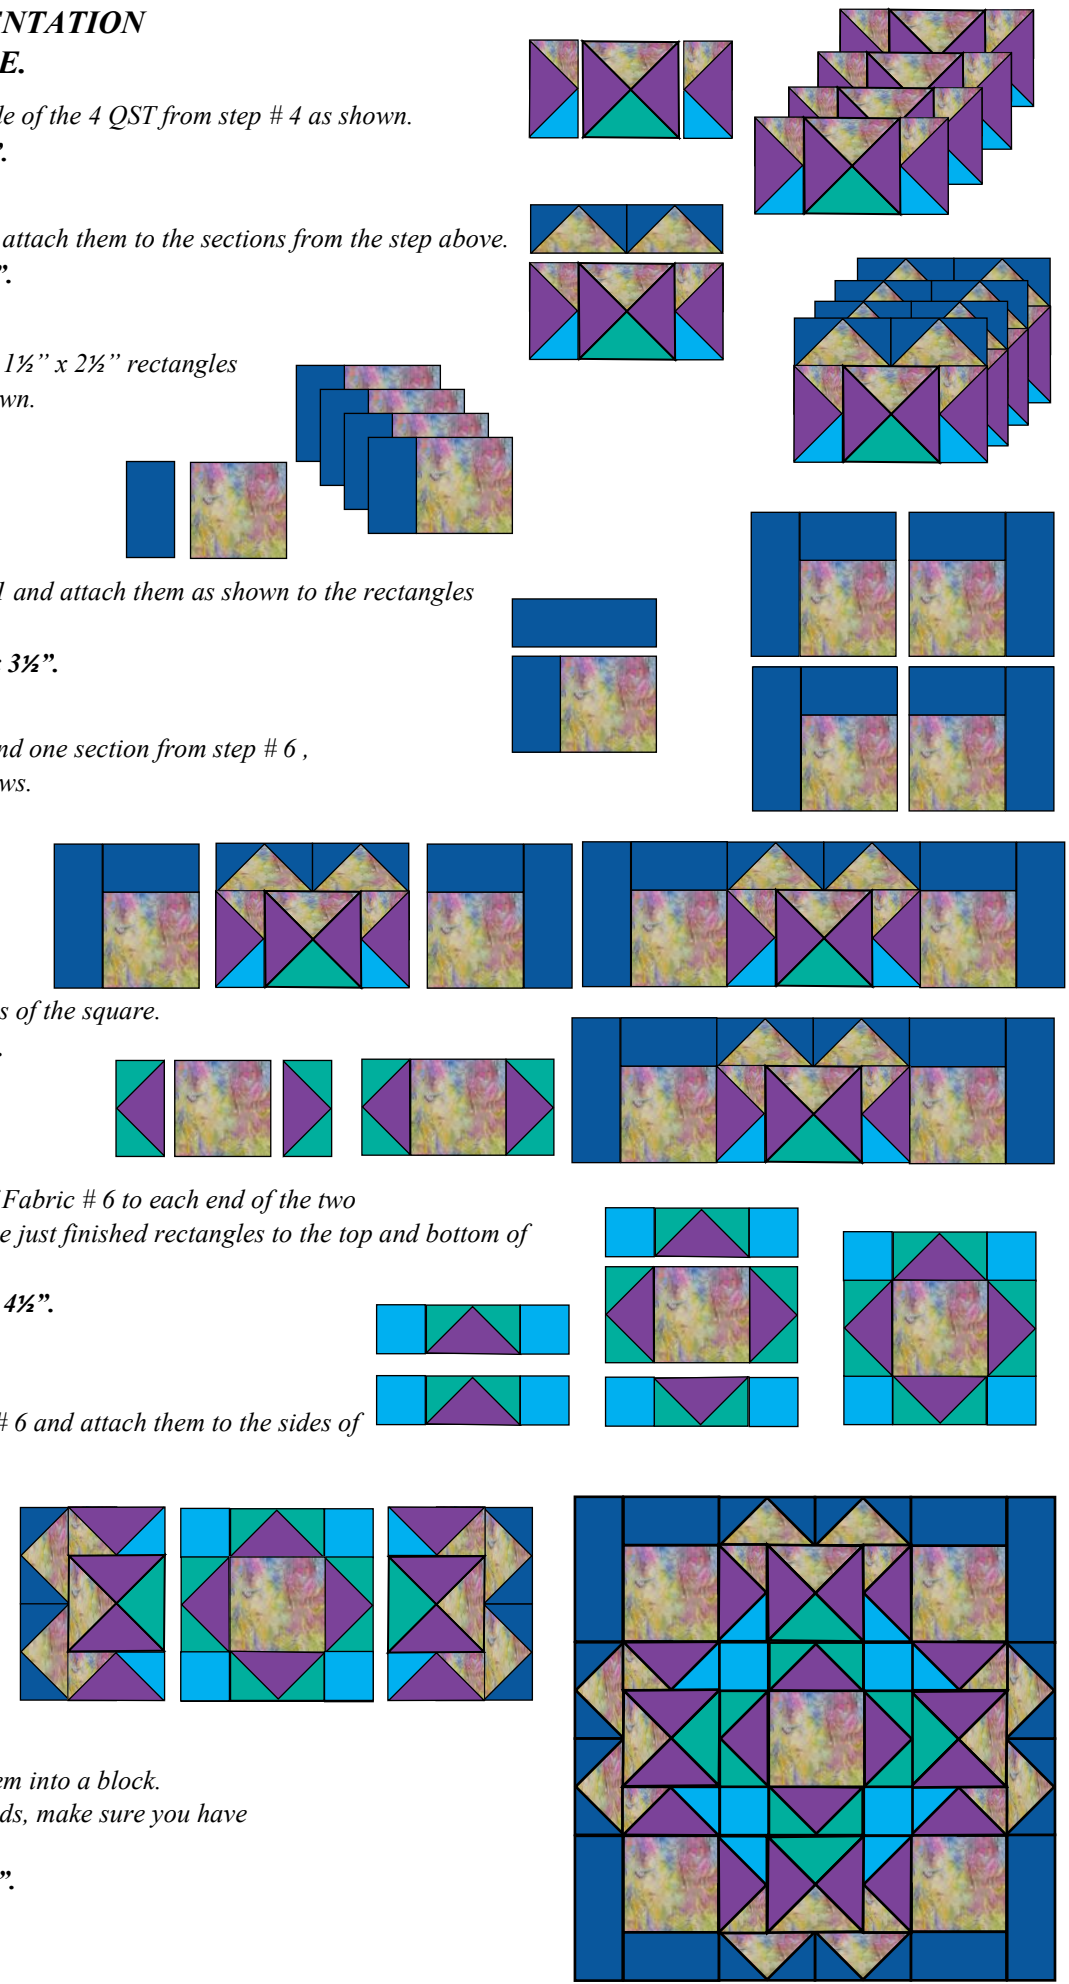 NTATION
E.
le of the 4 QST from step # 4 as shown.
”.
attach them to the sections from the step above.
”.
1½” x 2½” rectangles
wn.
1 and attach them as shown to the rectangles
3½”.
nd one section from step # 6 ,
ws.
s of the square.
.
Fabric # 6 to each end of the two
e just finished rectangles to the top and bottom of
4½”.
# 6 and attach them to the sides of
em into a block.
ds, make sure you have
”.